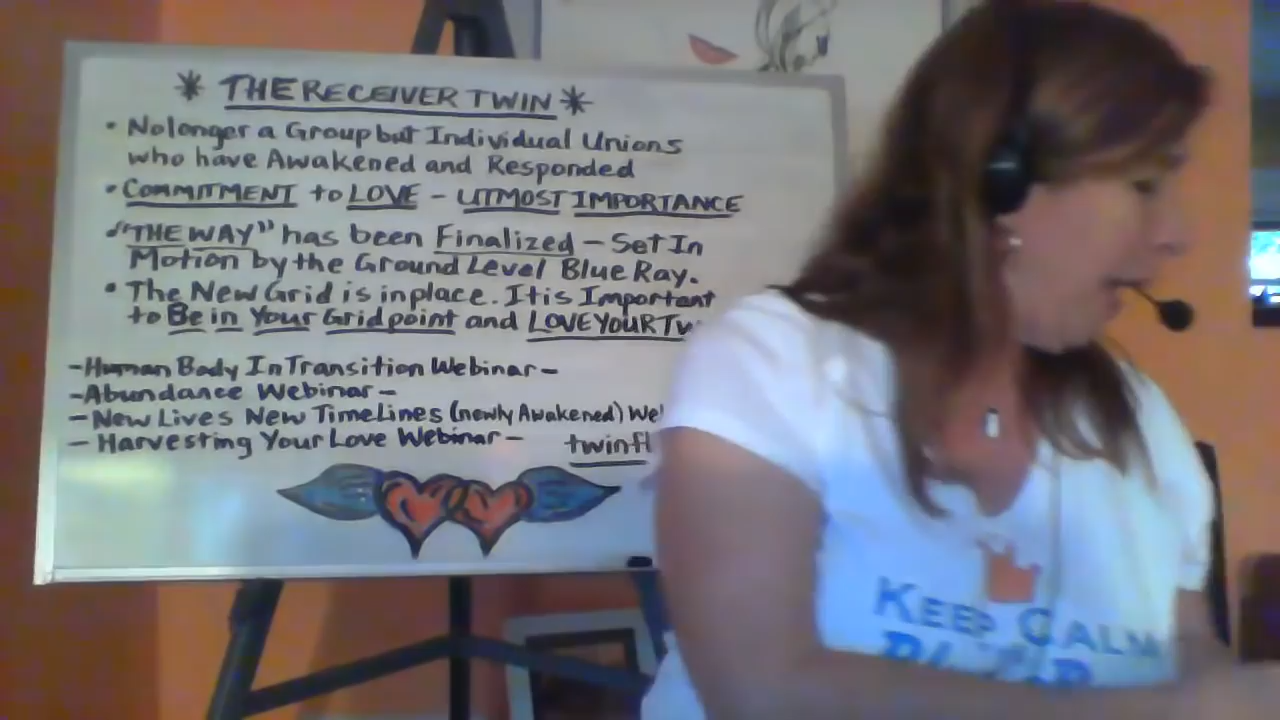 * THE RECEIVER TWIN *
• No longer a Group but Individual Unions
who have Awakened and Responded
• COMMITMENT to LOVE – UTMOST IMPORTANCE
• "THE WAY" has been Finalized – Set In
Motion by the Ground Level Blue Ray.
• The New Grid is in place. It is Important
to Be in Your Gridpoint and LOVE YOUR Tw
- Human Body In Transition Webinar -
- Abundance Webinar -
- New Lives New TimeLines (newly Awakened) We
- Harvesting Your Love Webinar - twinfl
KEEP CALM